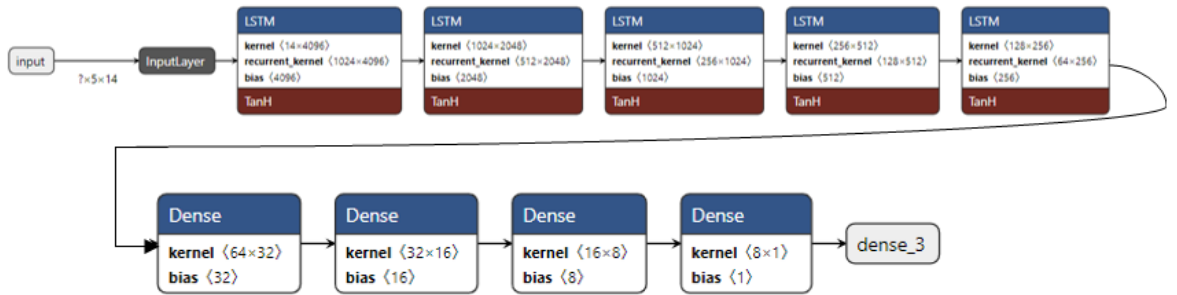 input
?×5×14
InputLayer
LSTM
kernel ⟨14×4096⟩
recurrent_kernel ⟨1024×4096⟩
bias ⟨4096⟩
TanH
LSTM
kernel ⟨1024×2048⟩
recurrent_kernel ⟨512×2048⟩
bias ⟨2048⟩
TanH
LSTM
kernel ⟨512×1024⟩
recurrent_kernel ⟨256×1024⟩
bias ⟨1024⟩
TanH
LSTM
kernel ⟨256×512⟩
recurrent_kernel ⟨128×512⟩
bias ⟨512⟩
TanH
LSTM
kernel ⟨128×256⟩
recurrent_kernel ⟨64×256⟩
bias ⟨256⟩
TanH
Dense
kernel ⟨64×32⟩
bias ⟨32⟩
Dense
kernel ⟨32×16⟩
bias ⟨16⟩
Dense
kernel ⟨16×8⟩
bias ⟨8⟩
Dense
kernel ⟨8×1⟩
bias ⟨1⟩
dense_3